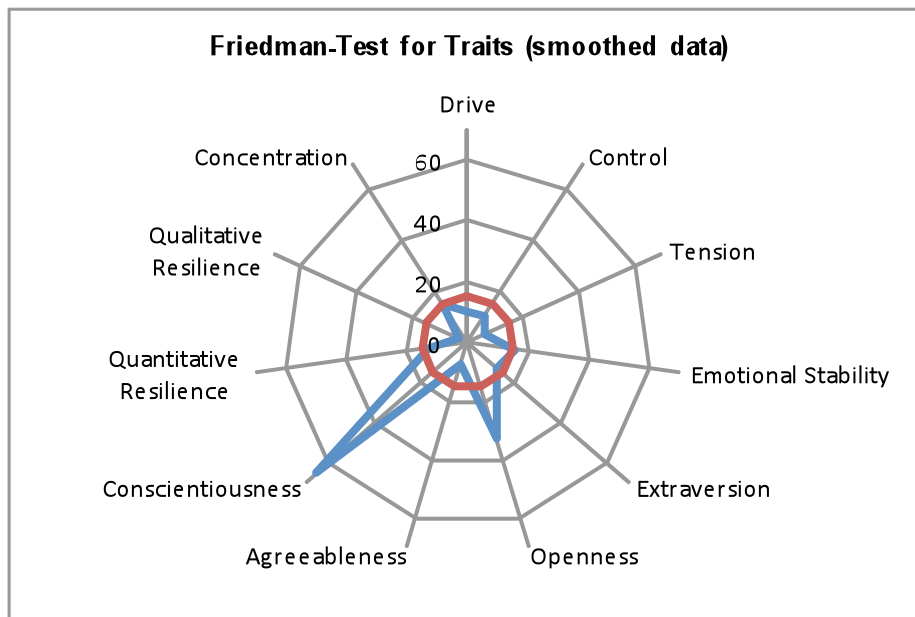 Friedman-Test for Traits (smoothed data)
Drive
Control
Tension
Emotional Stability
Extraversion
Openness
Agreeableness
Conscientiousness
Quantitative
Resilience
Qualitative
Resilience
Concentration
60
40
20
0